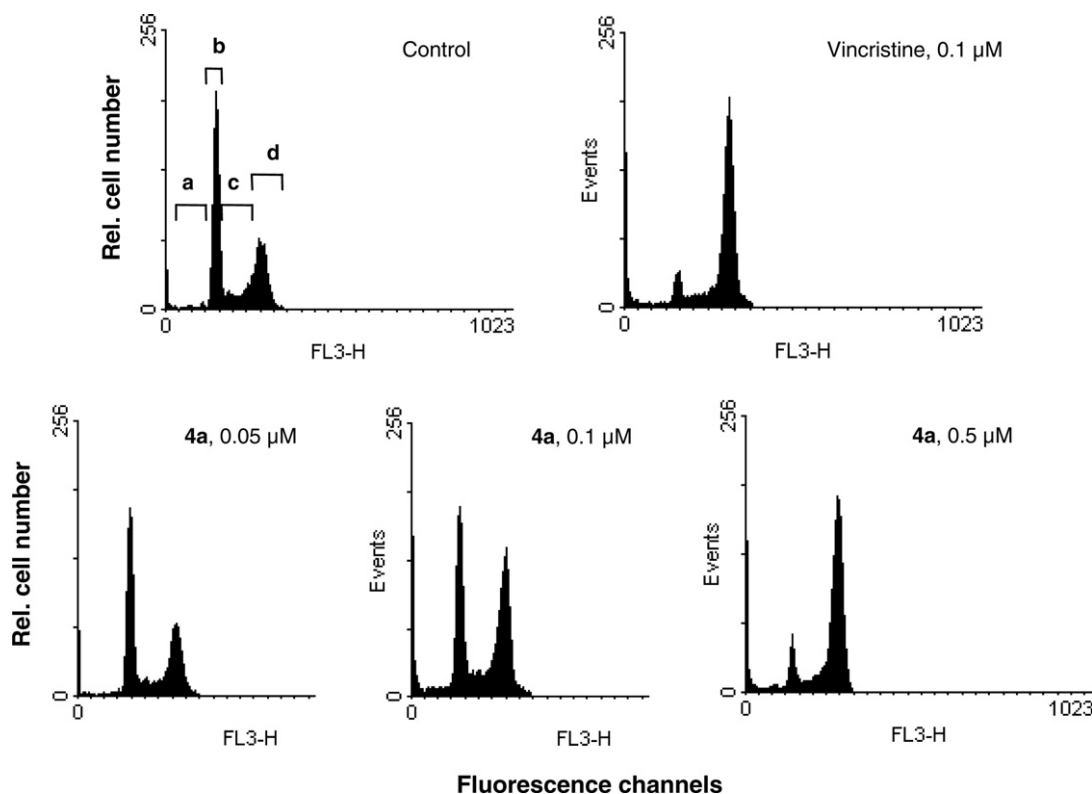 Control
256
Rel. cell number
a
b
c
d
0
0
1023
FL3-H
Vincristine, 0.1 µM
256
Events
0
0
1023
FL3-H
4a, 0.05 µM
256
Rel. cell number
0
0
FL3-H
4a, 0.1 µM
256
Events
0
0
FL3-H
4a, 0.5 µM
256
Events
0
0
1023
FL3-H
Fluorescence channels